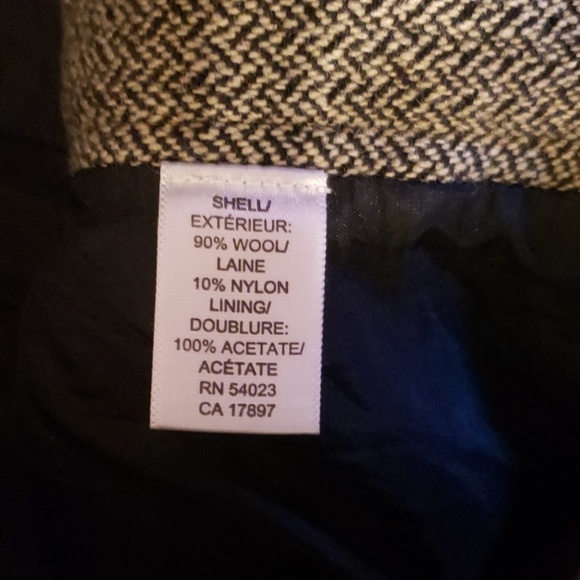 SHELL/
EXTÉRIEUR:
90% WOOL/
LAINE
10% NYLON
LINING/
DOUBLURE:
100% ACETATE/
ACÉTATE
RN 54023
CA 17897